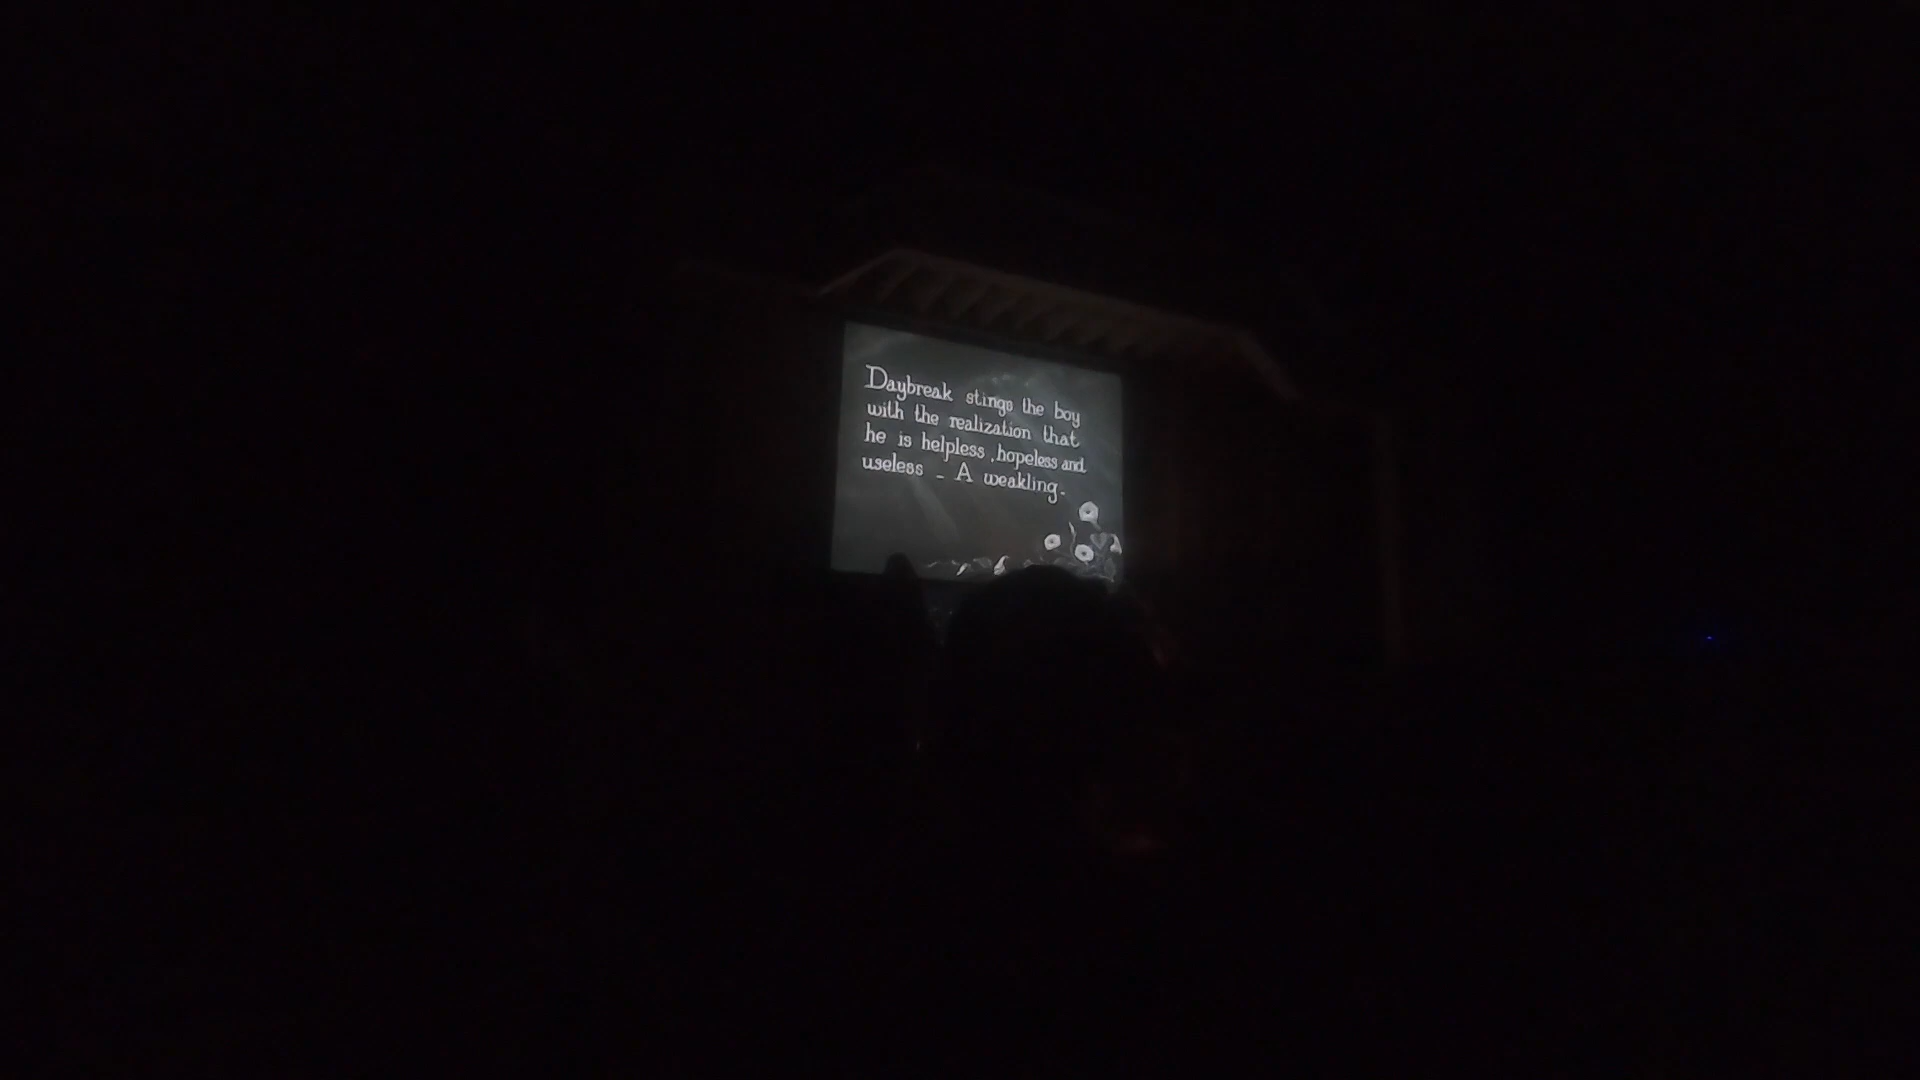 Daybreak stings the boy
with the realization that
he is helpless, hopeless and
useless - A weakling.